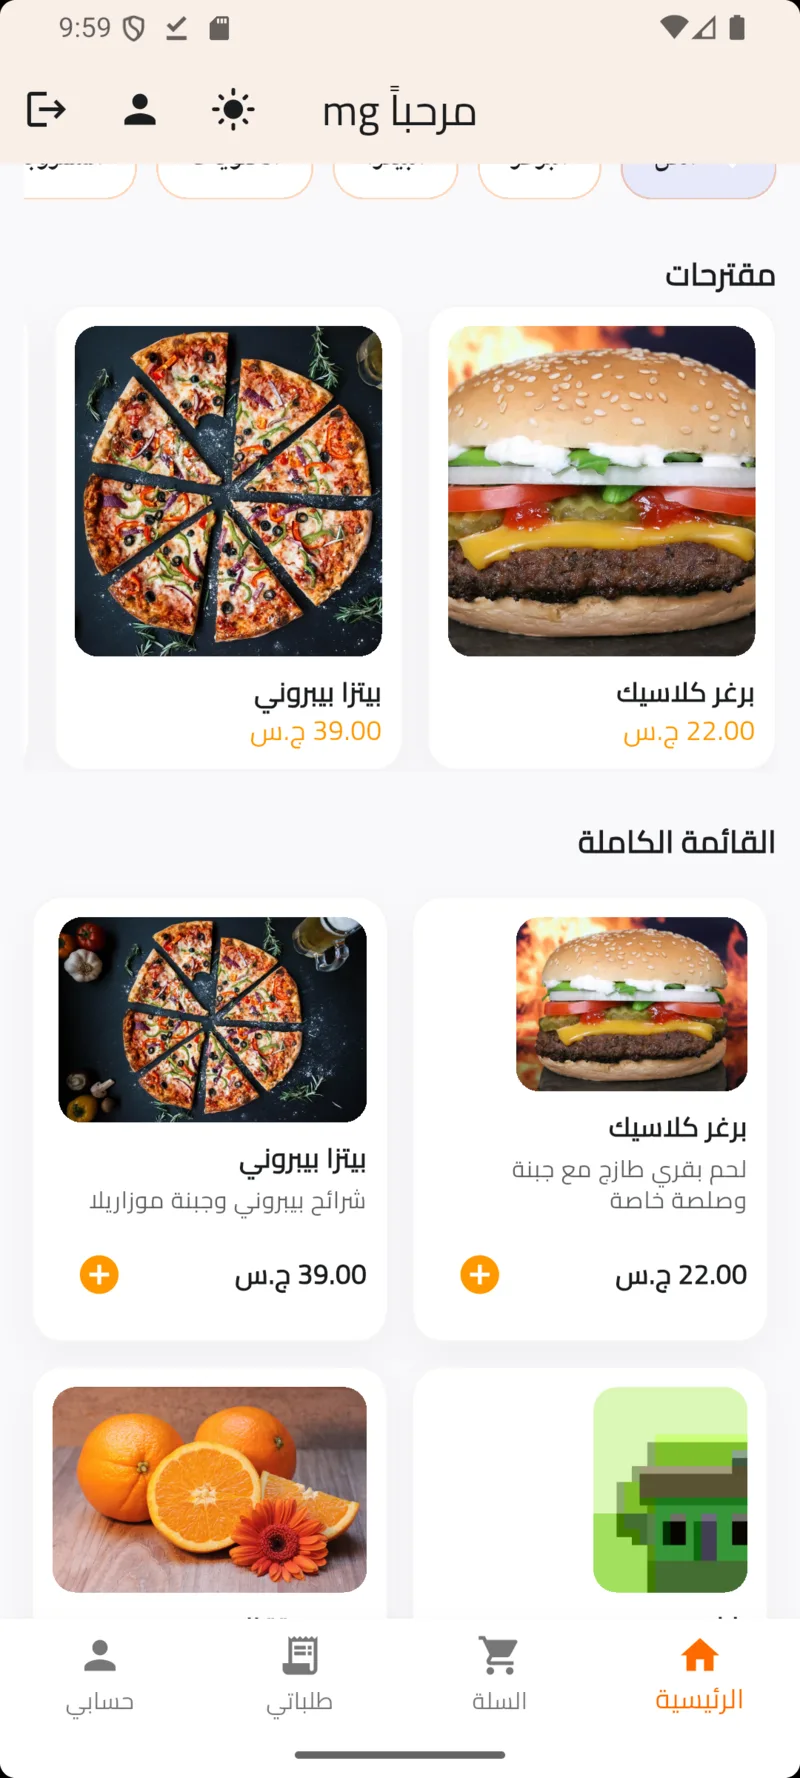 9:59
مرحباً mg
مقترحات
برغر كلاسيك
22.00 ج.س
بيتزا بيبروني
39.00 ج.س
القائمة الكاملة
برغر كلاسيك
لحم بقري طازج مع جبنة
وصلصة خاصة
22.00 ج.س
بيتزا بيبروني
شرائح بيبروني وجبنة موزاريلا
39.00 ج.س
الرئيسية
السلة
طلباتي
حسابي